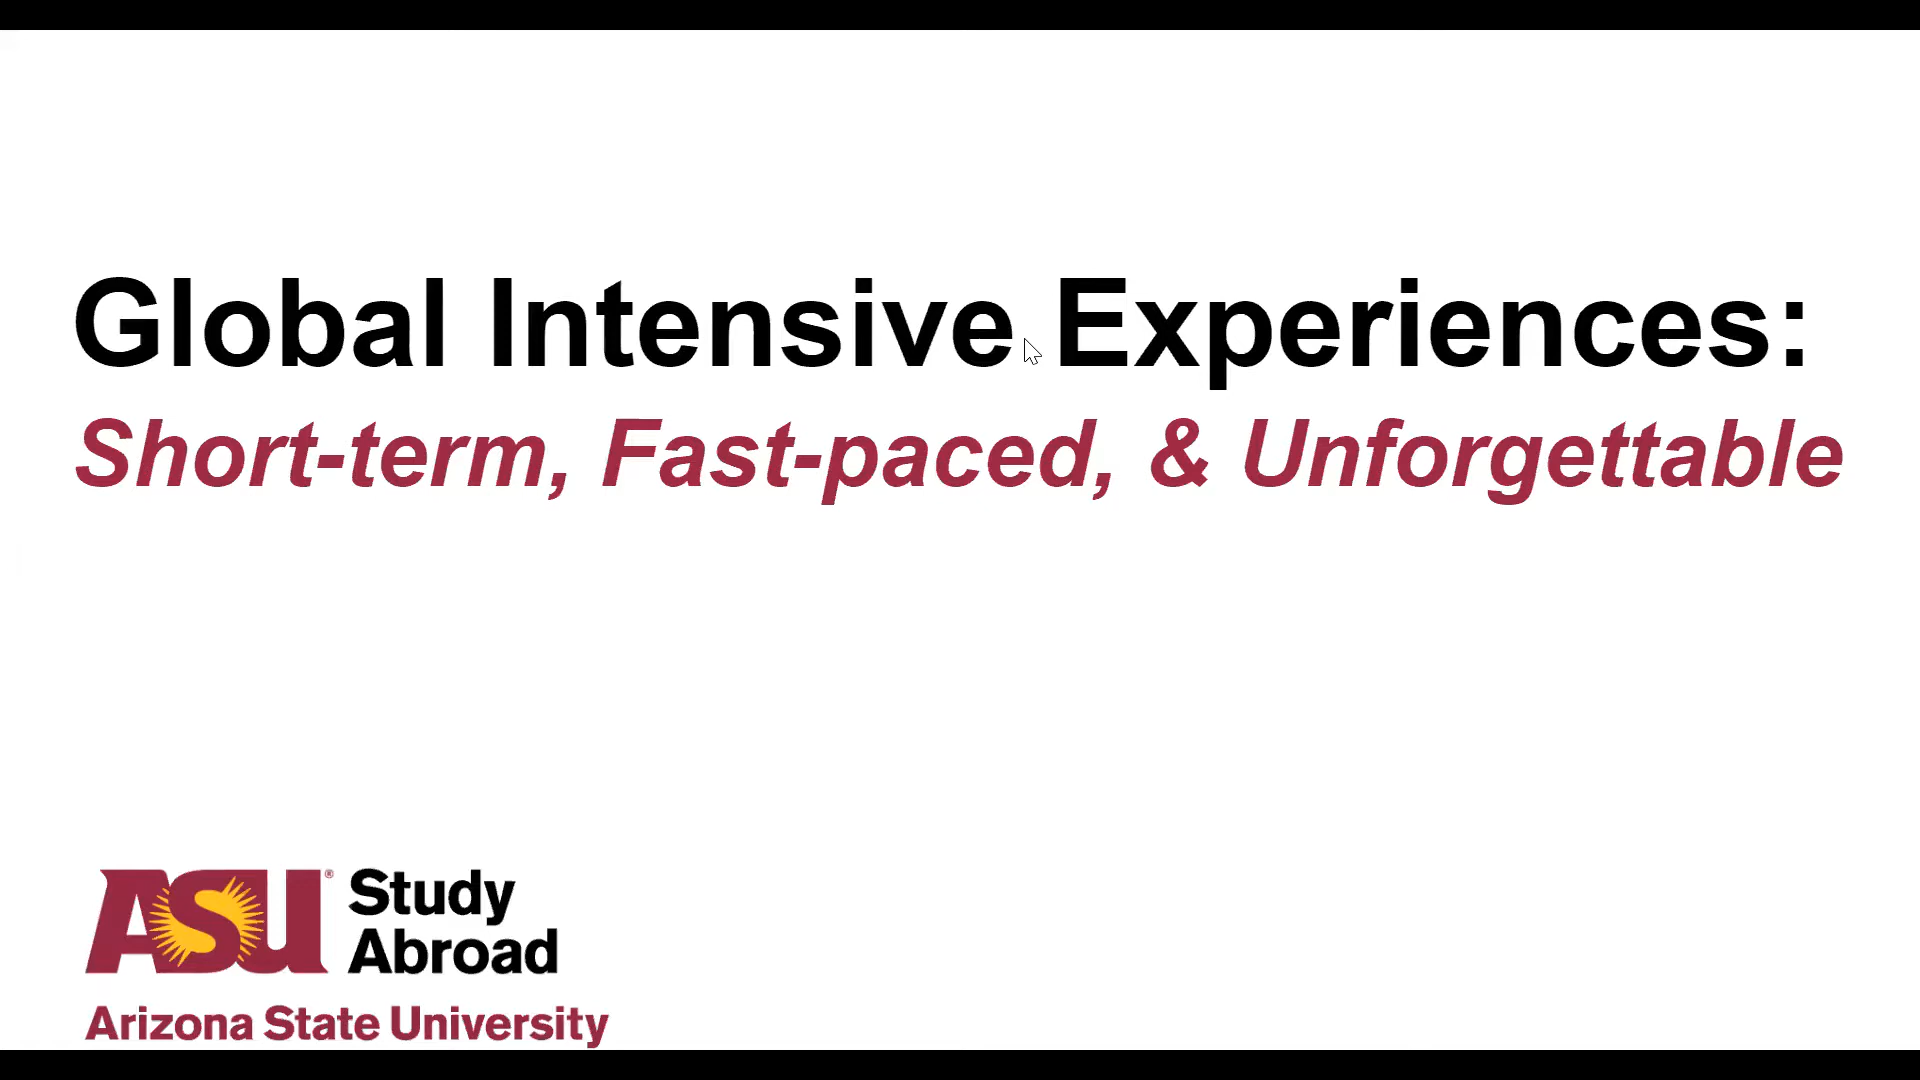 Global Intensive Experiences:
Short-term, Fast-paced, & Unforgettable
ASU® Study
Abroad
Arizona State University